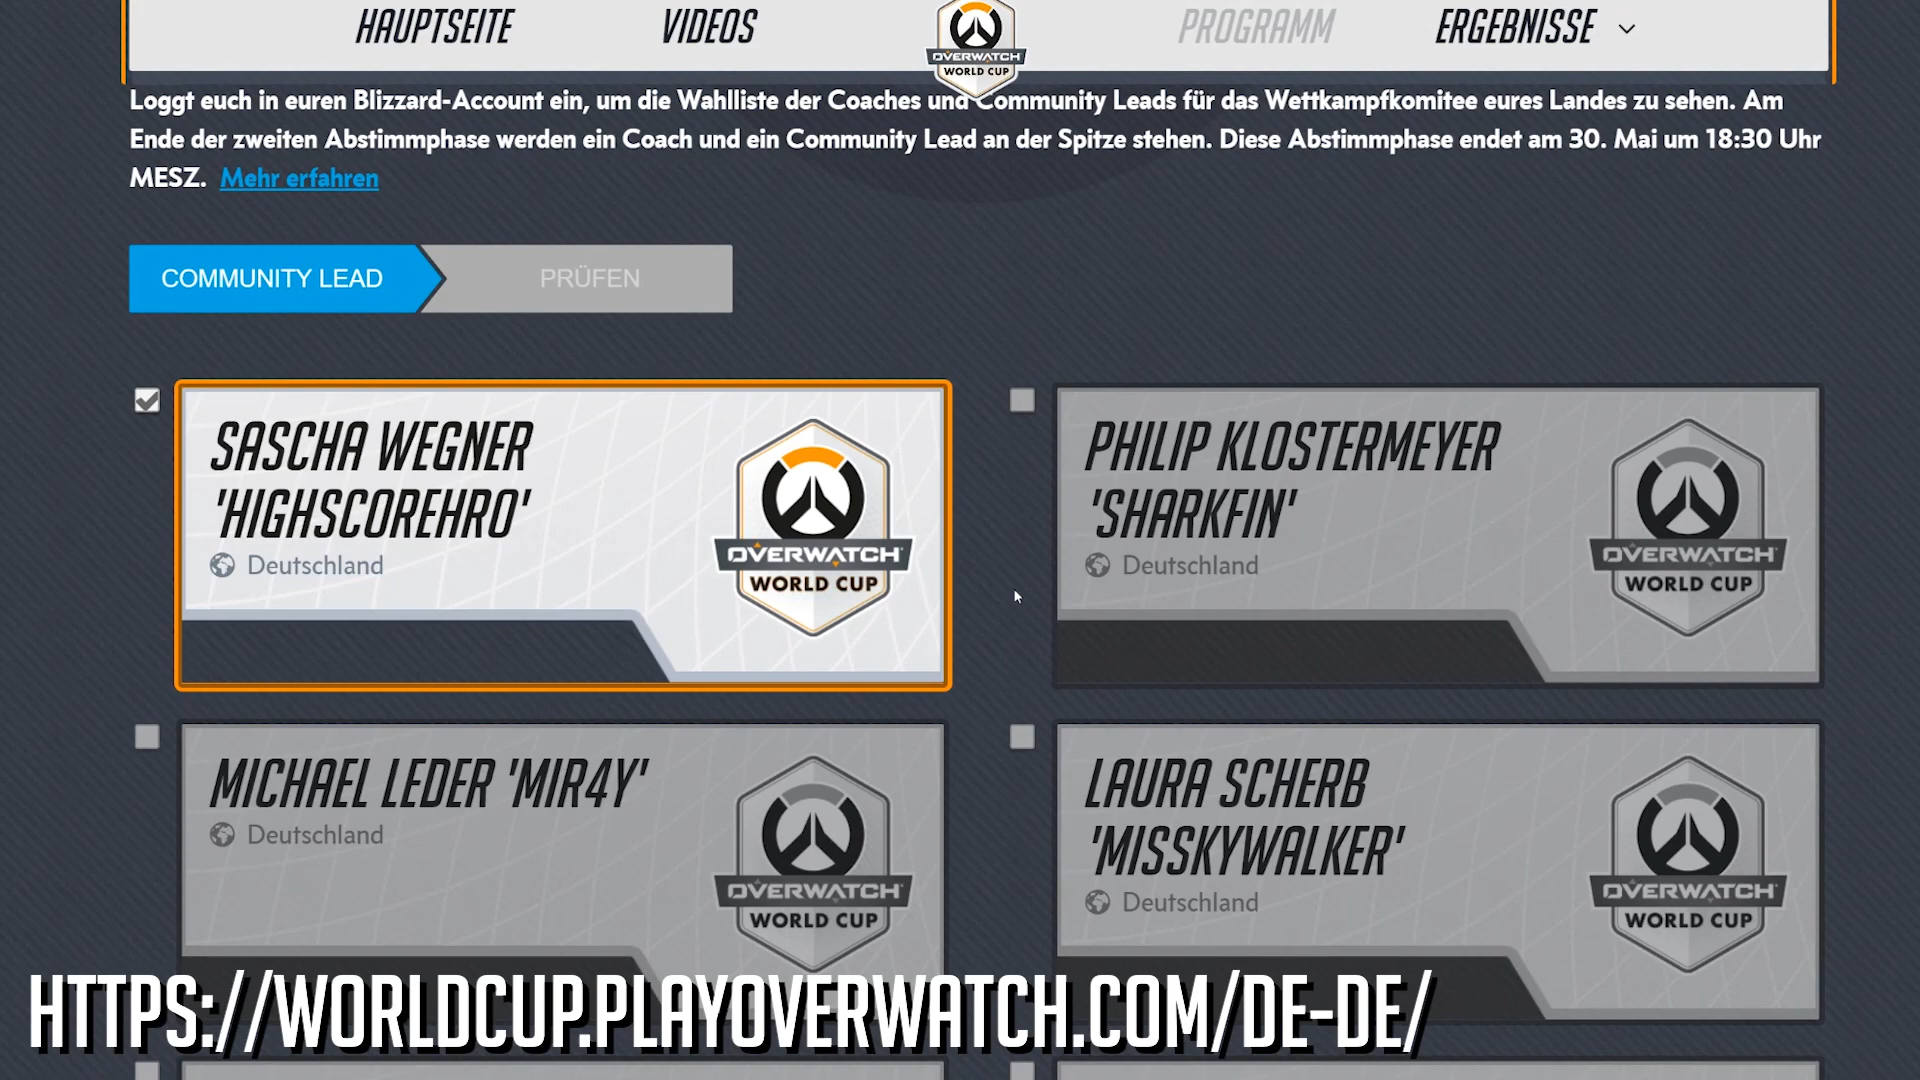 HAUPTSEITE
VIDEOS
OVERWATCH
WORLD CUP
PROGRAMM
ERGEBNISSE
Loggt euch in euren Blizzard-Account ein, um die Wahlliste der Coaches und Community Leads für das Wettkampfkomitee eures Landes zu sehen. Am
Ende der zweiten Abstimmphase werden ein Coach und ein Community Lead an der Spitze stehen. Diese Abstimmphase endet am 30. Mai um 18:30 Uhr
MESZ. Mehr erfahren
COMMUNITY LEAD
PRÜFEN
SASCHA WEGNER
'HIGHSCOREHRO'
Deutschland
OVERWATCH
WORLD CUP
PHILIP KLOSTERMEYER
'SHARKFIN'
Deutschland
OVERWATCH
WORLD CUP
MICHAEL LEDER 'MIR4Y'
Deutschland
OVERWATCH
WORLD CUP
LAURA SCHERB
'MISSKYWALKER'
Deutschland
OVERWATCH
WORLD CUP
HTTPS://WORLDCUP.PLAYOVERWATCH.COM/DE-DE/